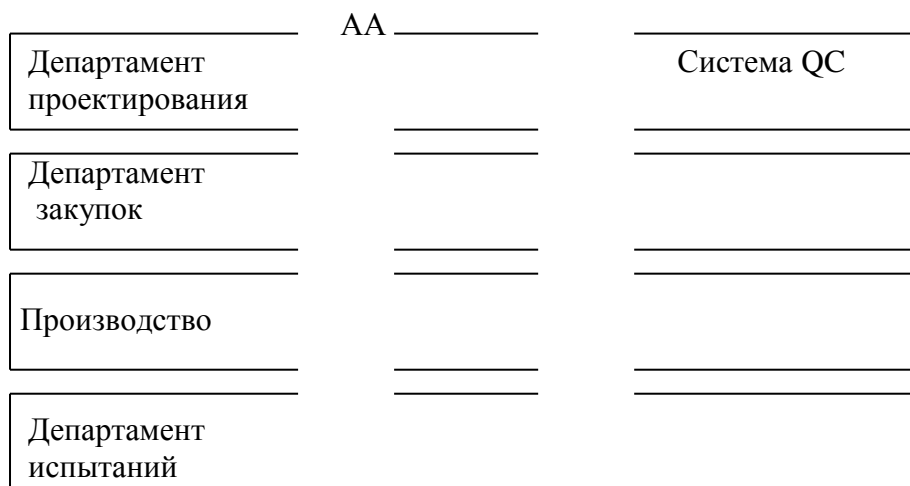 АА
Департамент
проектирования
Система QC
Департамент
закупок
Производство
Департамент
испытаний